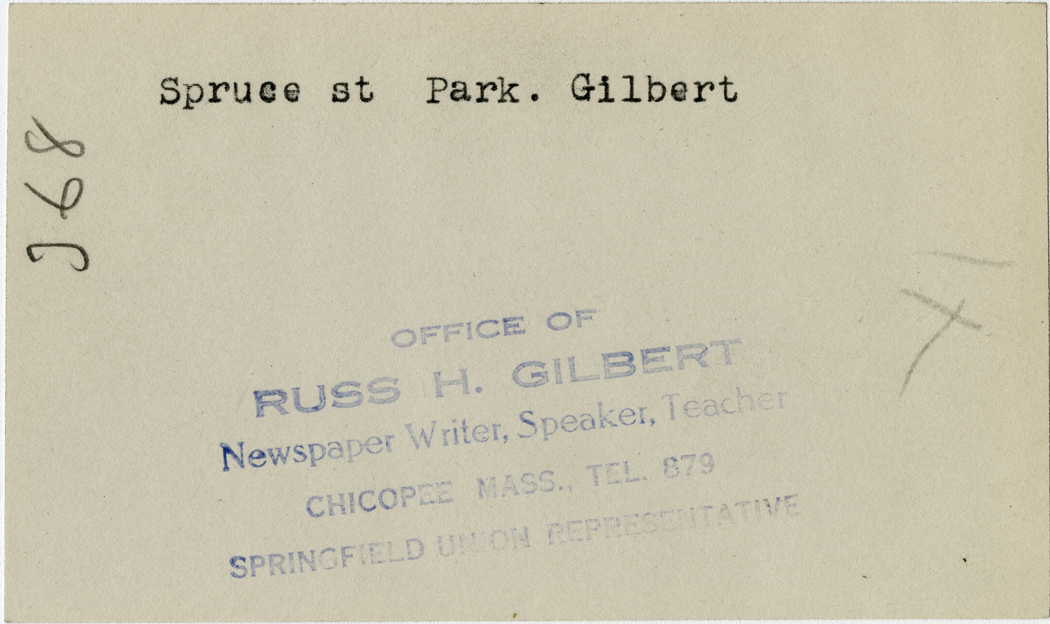 Spruce st Park. Gilbert
J68
OFFICE OF
RUSS H. GILBERT
Newspaper Writer, Speaker, Teacher
CHICOPEE MASS., TEL. 879
SPRINGFIELD UNION REPRESENTATIVE